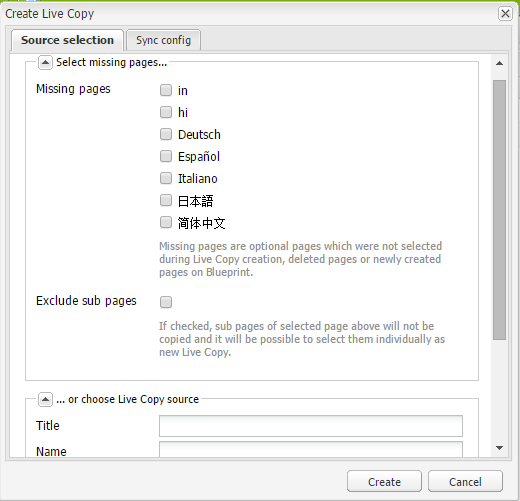 Create Live Copy
Source selection
Sync config
Select missing pages...
Missing pages
in
hi
Deutsch
Español
Italiano
日本語
简体中文
Missing pages are optional pages which were not selected
during Live Copy creation, deleted pages or newly created
pages on Blueprint.
Exclude sub pages
If checked, sub pages of selected page above will not be
copied and it will be possible to select them individually as
new Live Copy.
... or choose Live Copy source
Title
Name
Create
Cancel